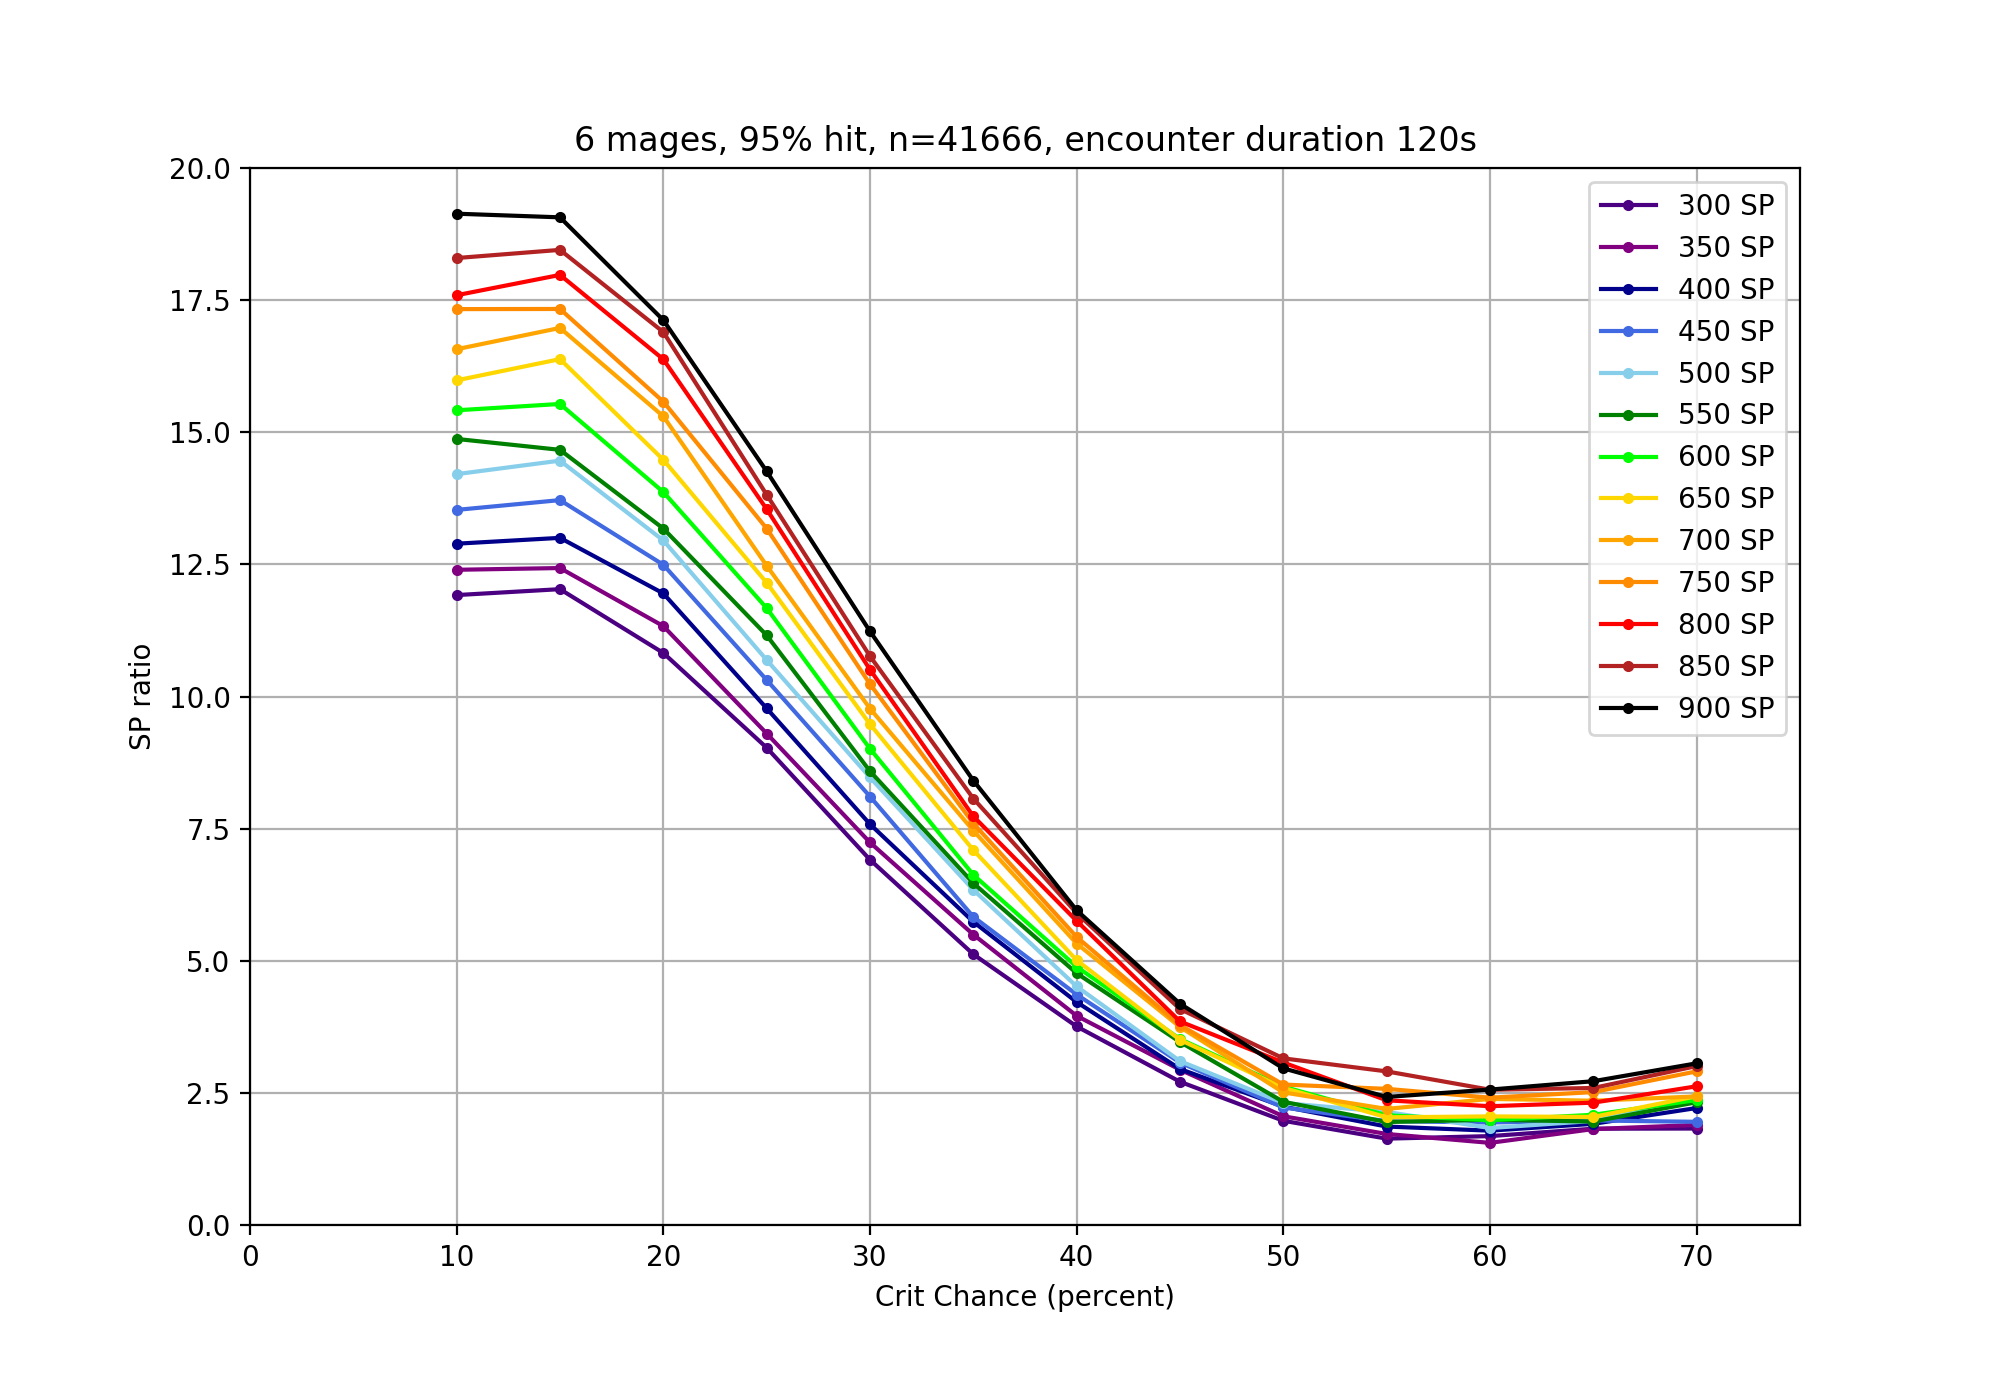 6 mages, 95% hit, n=41666, encounter duration 120s
20.0
17.5
15.0
12.5
10.0
7.5
5.0
2.5
0.0
SP ratio
300 SP
350 SP
400 SP
450 SP
500 SP
550 SP
600 SP
650 SP
700 SP
750 SP
800 SP
850 SP
900 SP
0 10 20 30 40 50 60 70
Crit Chance (percent)